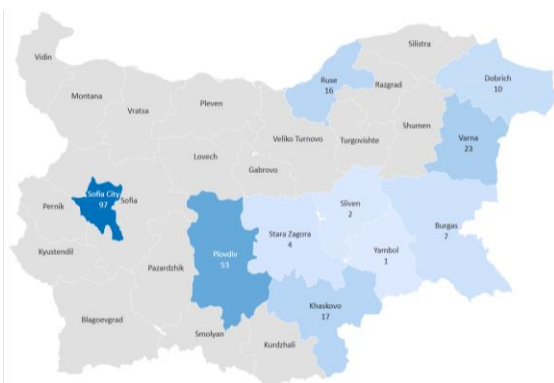 Silistra
Vidin
Ruse
16
Dobrich
10
Razgrad
Montana
Pleven
Vratsa
Shumen
Varna
23
Veliko Turnovo
Turgovishte
Lovech
Gabrovo
Sofia City
97
Sofia
Sliven
2
Pernik
Burgas
7
Stara Zagora
4
Plovdiv
53
Yambol
1
Kyustendil
Pazardzhik
Khaskovo
17
Blagoevgrad
Smolyan
Kurdzhali